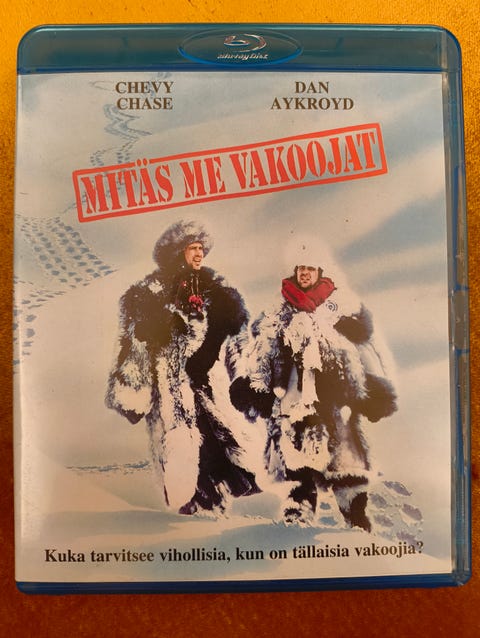 Blu-ray Disc
CHEVY DAN
CHASE AYKROYD
MITÄS ME VAKOOJAT
Kuka tarvitsee vihollisia, kun on tällaisia vakoojia?